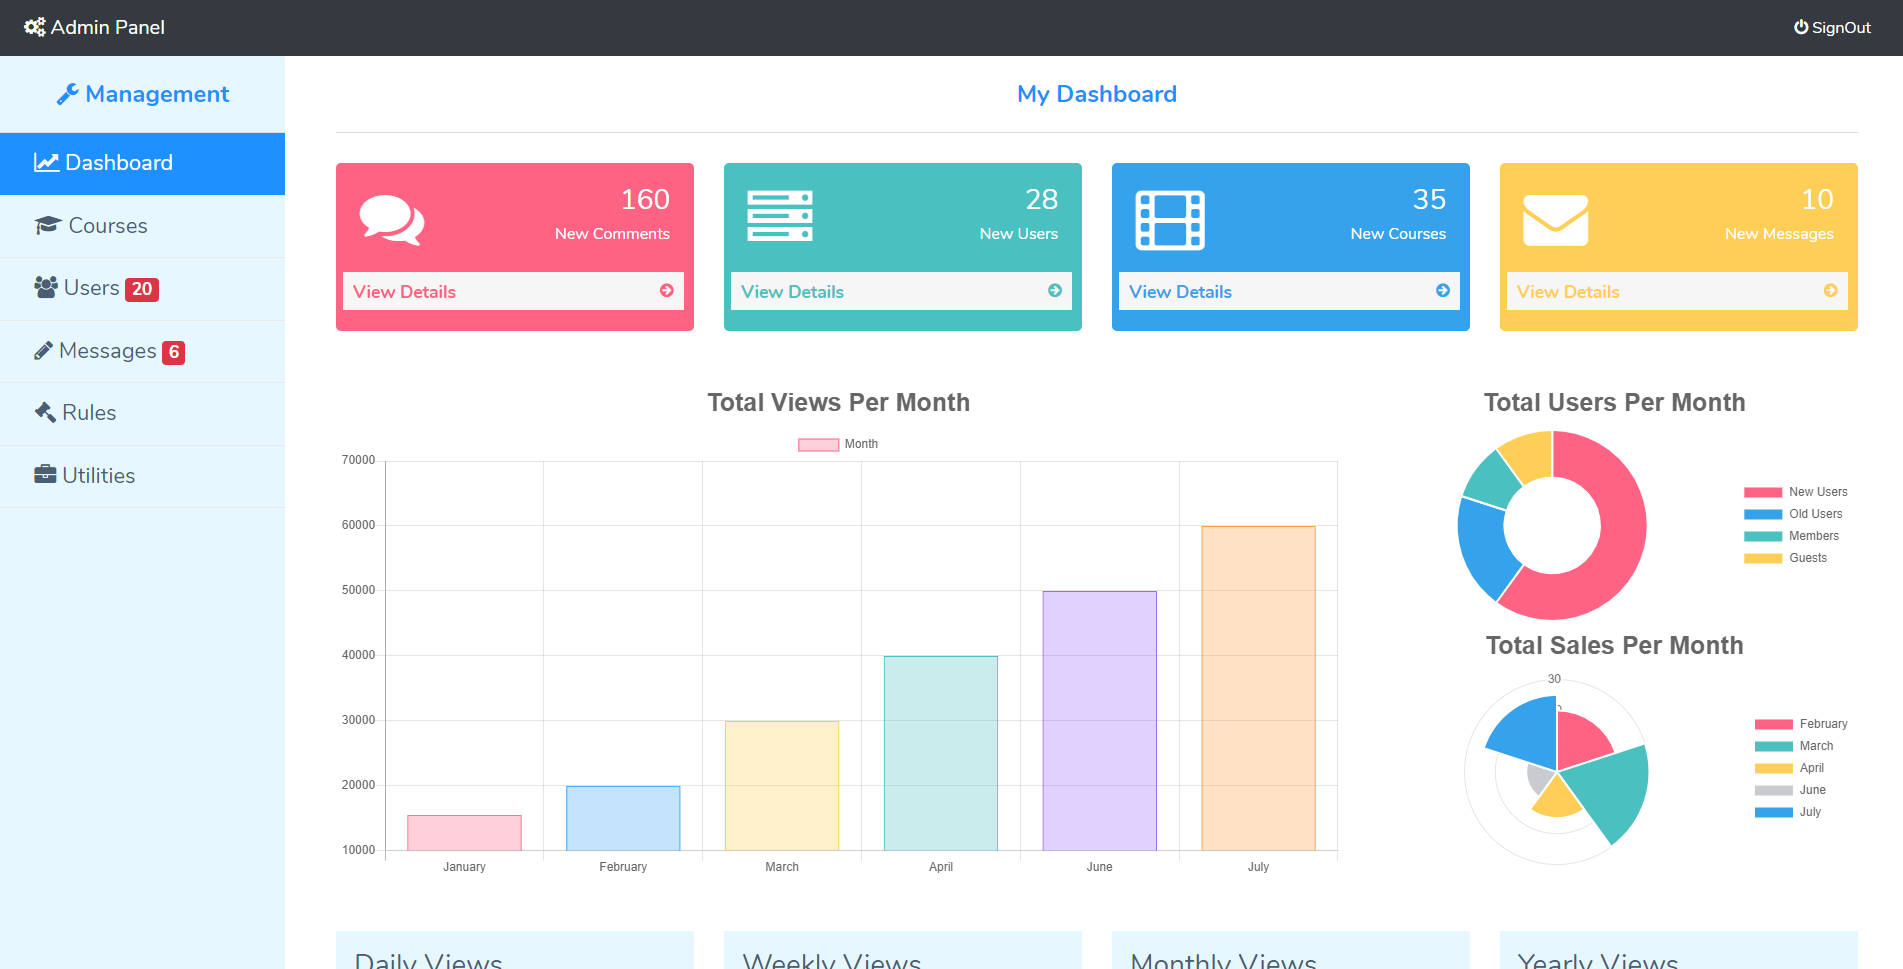 Admin Panel
SignOut
Management
Dashboard
Courses
Users 20
Messages 6
Rules
Utilities
My Dashboard
160
New Comments
View Details
28
New Users
View Details
35
New Courses
View Details
10
New Messages
View Details
Total Views Per Month
Month
70000
60000
50000
40000
30000
20000
10000
January
February
March
April
June
July
Total Users Per Month
New Users
Old Users
Members
Guests
Total Sales Per Month
30
February
March
April
June
July
Daily Views
Weekly Views
Monthly Views
Yearly Views